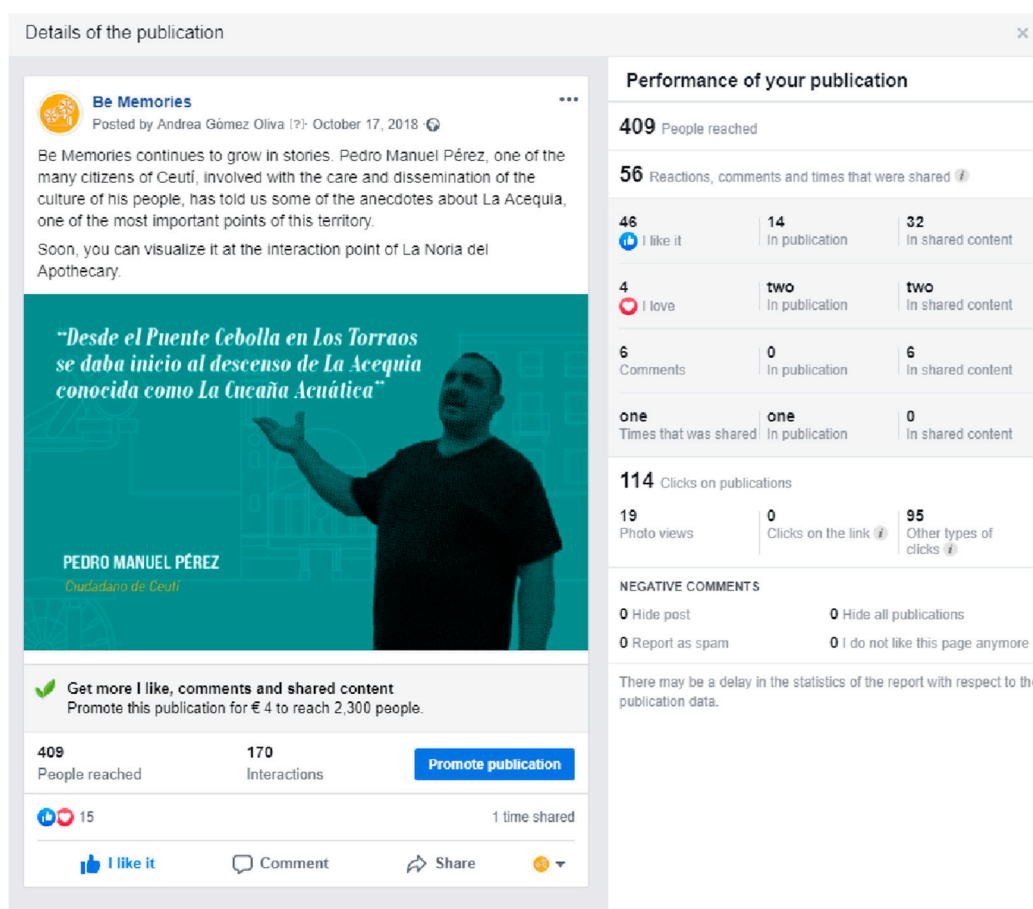 Details of the publication
Be Memories
Posted by Andrea Gómez Oliva [?]· October 17, 2018 ·
Be Memories continues to grow in stories. Pedro Manuel Pérez, one of the
many citizens of Ceutí, involved with the care and dissemination of the
culture of his people, has told us some of the anecdotes about La Acequia,
one of the most important points of this territory.
Soon, you can visualize it at the interaction point of La Noria del
Apothecary.
"Desde el Puente Cebolla en Los Torraos
se daba inicio al descenso de La Acequia
conocida como La Cucaña Acuática"
PEDRO MANUEL PÉREZ
Ciudadano de Ceutí
Get more I like, comments and shared content
Promote this publication for € 4 to reach 2,300 people.
409 170
People reached Interactions Promote publication
15 1 time shared
I like it Comment Share
Performance of your publication
409 People reached
56 Reactions, comments and times that were shared i
46 14 32
I like it In publication In shared content
4 two two
I love In publication In shared content
6 0 6
Comments In publication In shared content
one one 0
Times that was shared In publication In shared content
114 Clicks on publications
19 0 95
Photo views Clicks on the link i Other types of
clicks i
NEGATIVE COMMENTS
0 Hide post 0 Hide all publications
0 Report as spam 0 I do not like this page anymore
There may be a delay in the statistics of the report with respect to the
publication data.